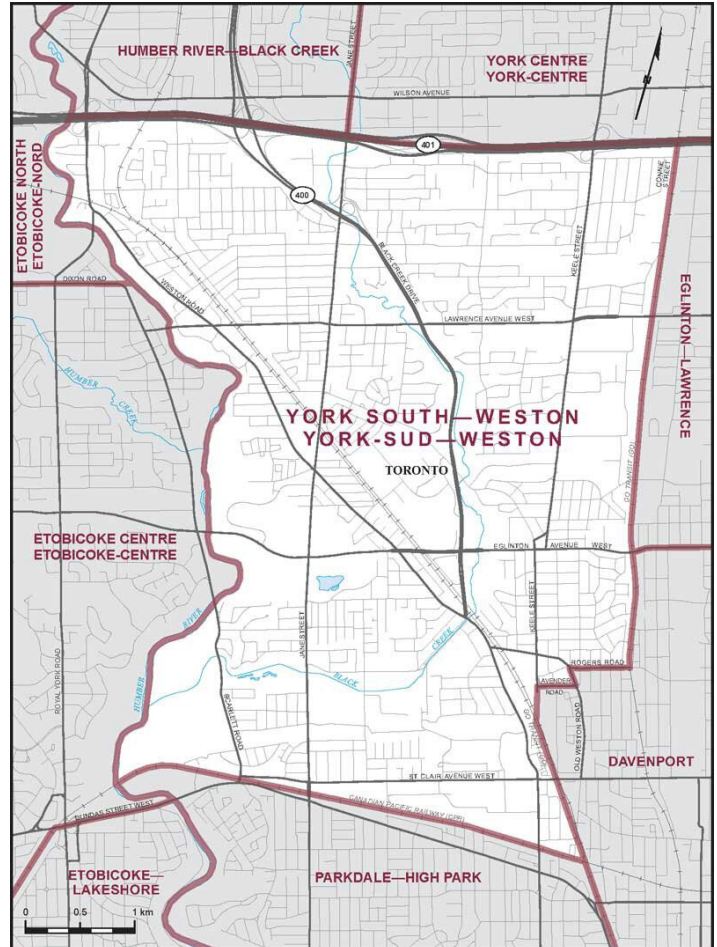 HUMBER RIVER—BLACK CREEK
JANE STREET
YORK CENTRE
YORK-CENTRE
N
WILSON AVENUE
401
CONNIE
STREET
ETOBICOKE NORTH
ETOBICOKE-NORD
400
KEELE STREET
BLACK CREEK DRIVE
DIXON ROAD
WESTON ROAD
EGLINTON—LAWRENCE
LAWRENCE AVENUE WEST
HUMBER
CREEK
YORK SOUTH—WESTON
YORK-SUD—WESTON
TORONTO
GO TRANSIT (GO)
ETOBICOKE CENTRE
ETOBICOKE-CENTRE
EGLINTON AVENUE WEST
KEELE STREET
JANE STREET
HUMBER RIVER
BLACK CREEK
ROYAL YORK ROAD
SCARLETT ROAD
ROGERS ROAD
LAVENDER
ROAD
OLD WESTON ROAD
GO TRANSIT
DAVENPORT
ST CLAIR AVENUE WEST
CANADIAN PACIFIC RAILWAY (CPR)
DUNDAS STREET WEST
ETOBICOKE—
LAKESHORE
PARKDALE—HIGH PARK
0 0.5 1 km